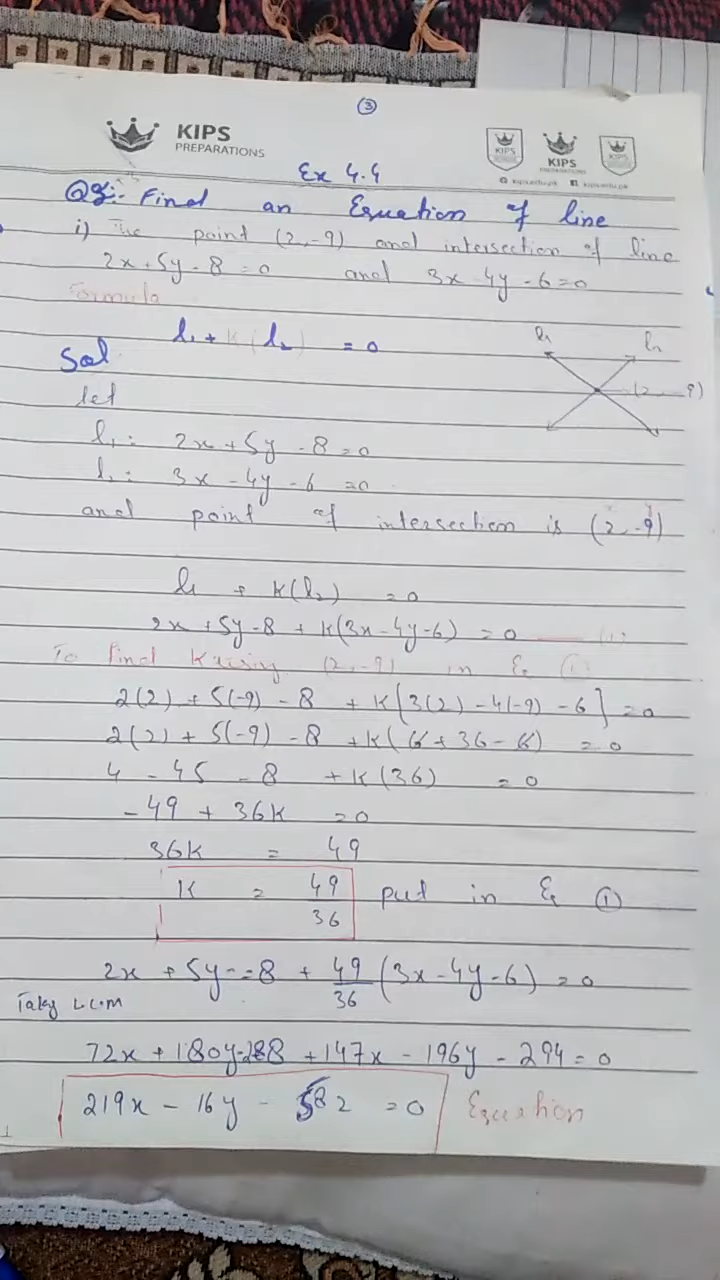 3
KIPS
PREPARATIONS
KIPS
KIPS
PREPARATIONS
KIPS
Ex 4.4
Find an Equation of line
i) The point (2,-9) and intersection of line
2x+5y-8=0 and 3x-4y-6=0
Formula
l1 + K(l2) = 0
Sol
let
l1: 2x+5y-8=0
3x-4y-6=0
and point of intersection is (2,-9)
l1 + K(l2) = 0
2x+5y-8 + K(3x-4y-6) = 0
To find K using (2,-9) in Eq (1)
2(2) + 5(-9) - 8 + K[3(2) - 4(-9) - 6] = 0
2(2) + 5(-9) - 8 + K(6+36-6) = 0
4 - 45 - 8 + K(36) = 0
-49 + 36K = 0
36K = 49
K = 49/36 put in Eq (1)
2x + 5y - = 8 + 49/36 (3x-4y-6) = 0
Taky L.C.M
72x + 180y-288 + 147x - 196y - 294 = 0
219x - 16y - 582 = 0 Equation